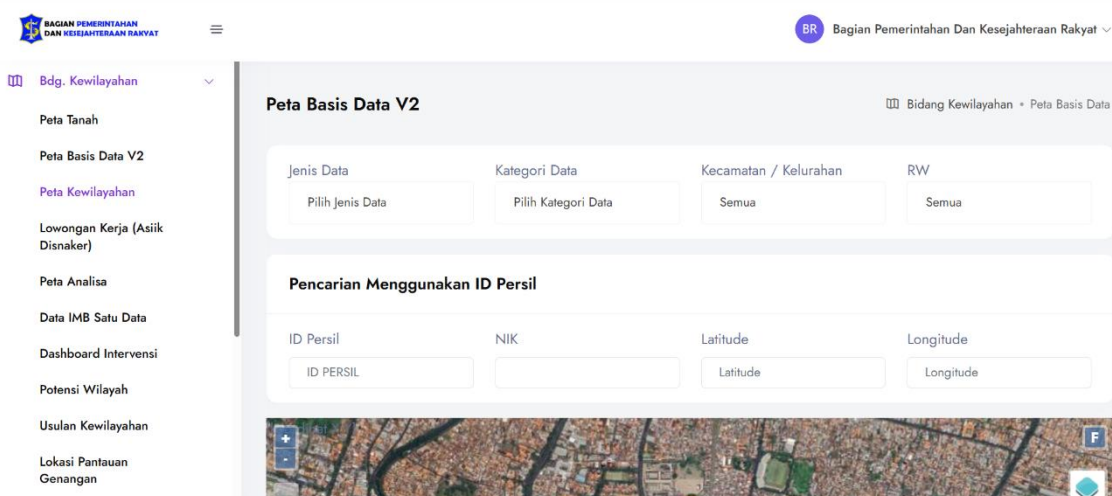 BAGIAN PEMERINTAHAN
DAN KESEJAHTERAAN RAKYAT
BR Bagian Pemerintahan Dan Kesejahteraan Rakyat
Bdg. Kewilayahan
Peta Tanah
Peta Basis Data V2
Peta Kewilayahan
Lowongan Kerja (Asiik
Disnaker)
Peta Analisa
Data IMB Satu Data
Dashboard Intervensi
Potensi Wilayah
Usulan Kewilayahan
Lokasi Pantauan
Genangan
Peta Basis Data V2
Bidang Kewilayahan • Peta Basis Data
Jenis Data Kategori Data Kecamatan / Kelurahan RW
Pilih Jenis Data Pilih Kategori Data Semua Semua
Pencarian Menggunakan ID Persil
ID Persil NIK Latitude Longitude
ID PERSIL Latitude Longitude
+ F
-